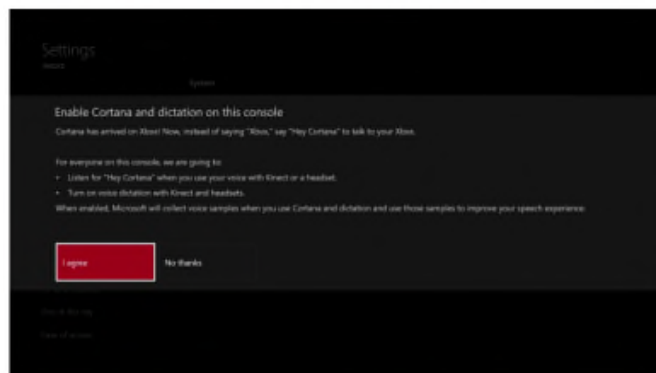 Settings
System
Enable Cortana and dictation on this console
Cortana has arrived on Xbox! Now, instead of saying "Xbox," say "Hey Cortana" to talk to your Xbox.
For everyone on this console, we are going to:
• Listen for "Hey Cortana" when you use your voice with Kinect or a headset.
• Turn on voice dictation with Kinect and headsets.
When enabled, Microsoft will collect voice samples when you use Cortana and dictation and use those samples to improve your speech experience.
I agree
No thanks
Ease of access